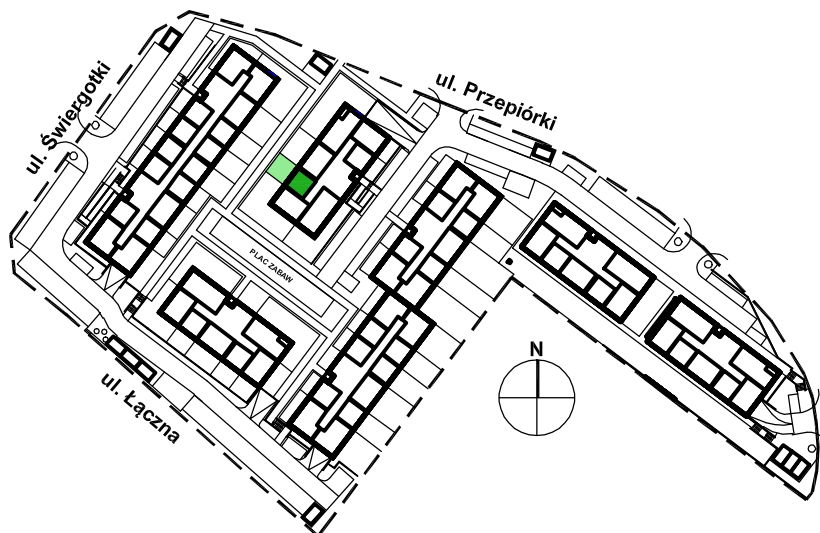 ul. Przepiórki
ul. Świergotki
PLAC ZABAW
N
ul. Łączna